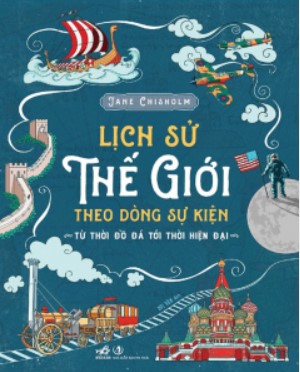 JANE CHISHOLM
LỊCH SỬ
THẾ GIỚI
THEO DÒNG SỰ KIỆN
TỪ THỜI ĐỒ ĐÁ TỚI THỜI HIỆN ĐẠI